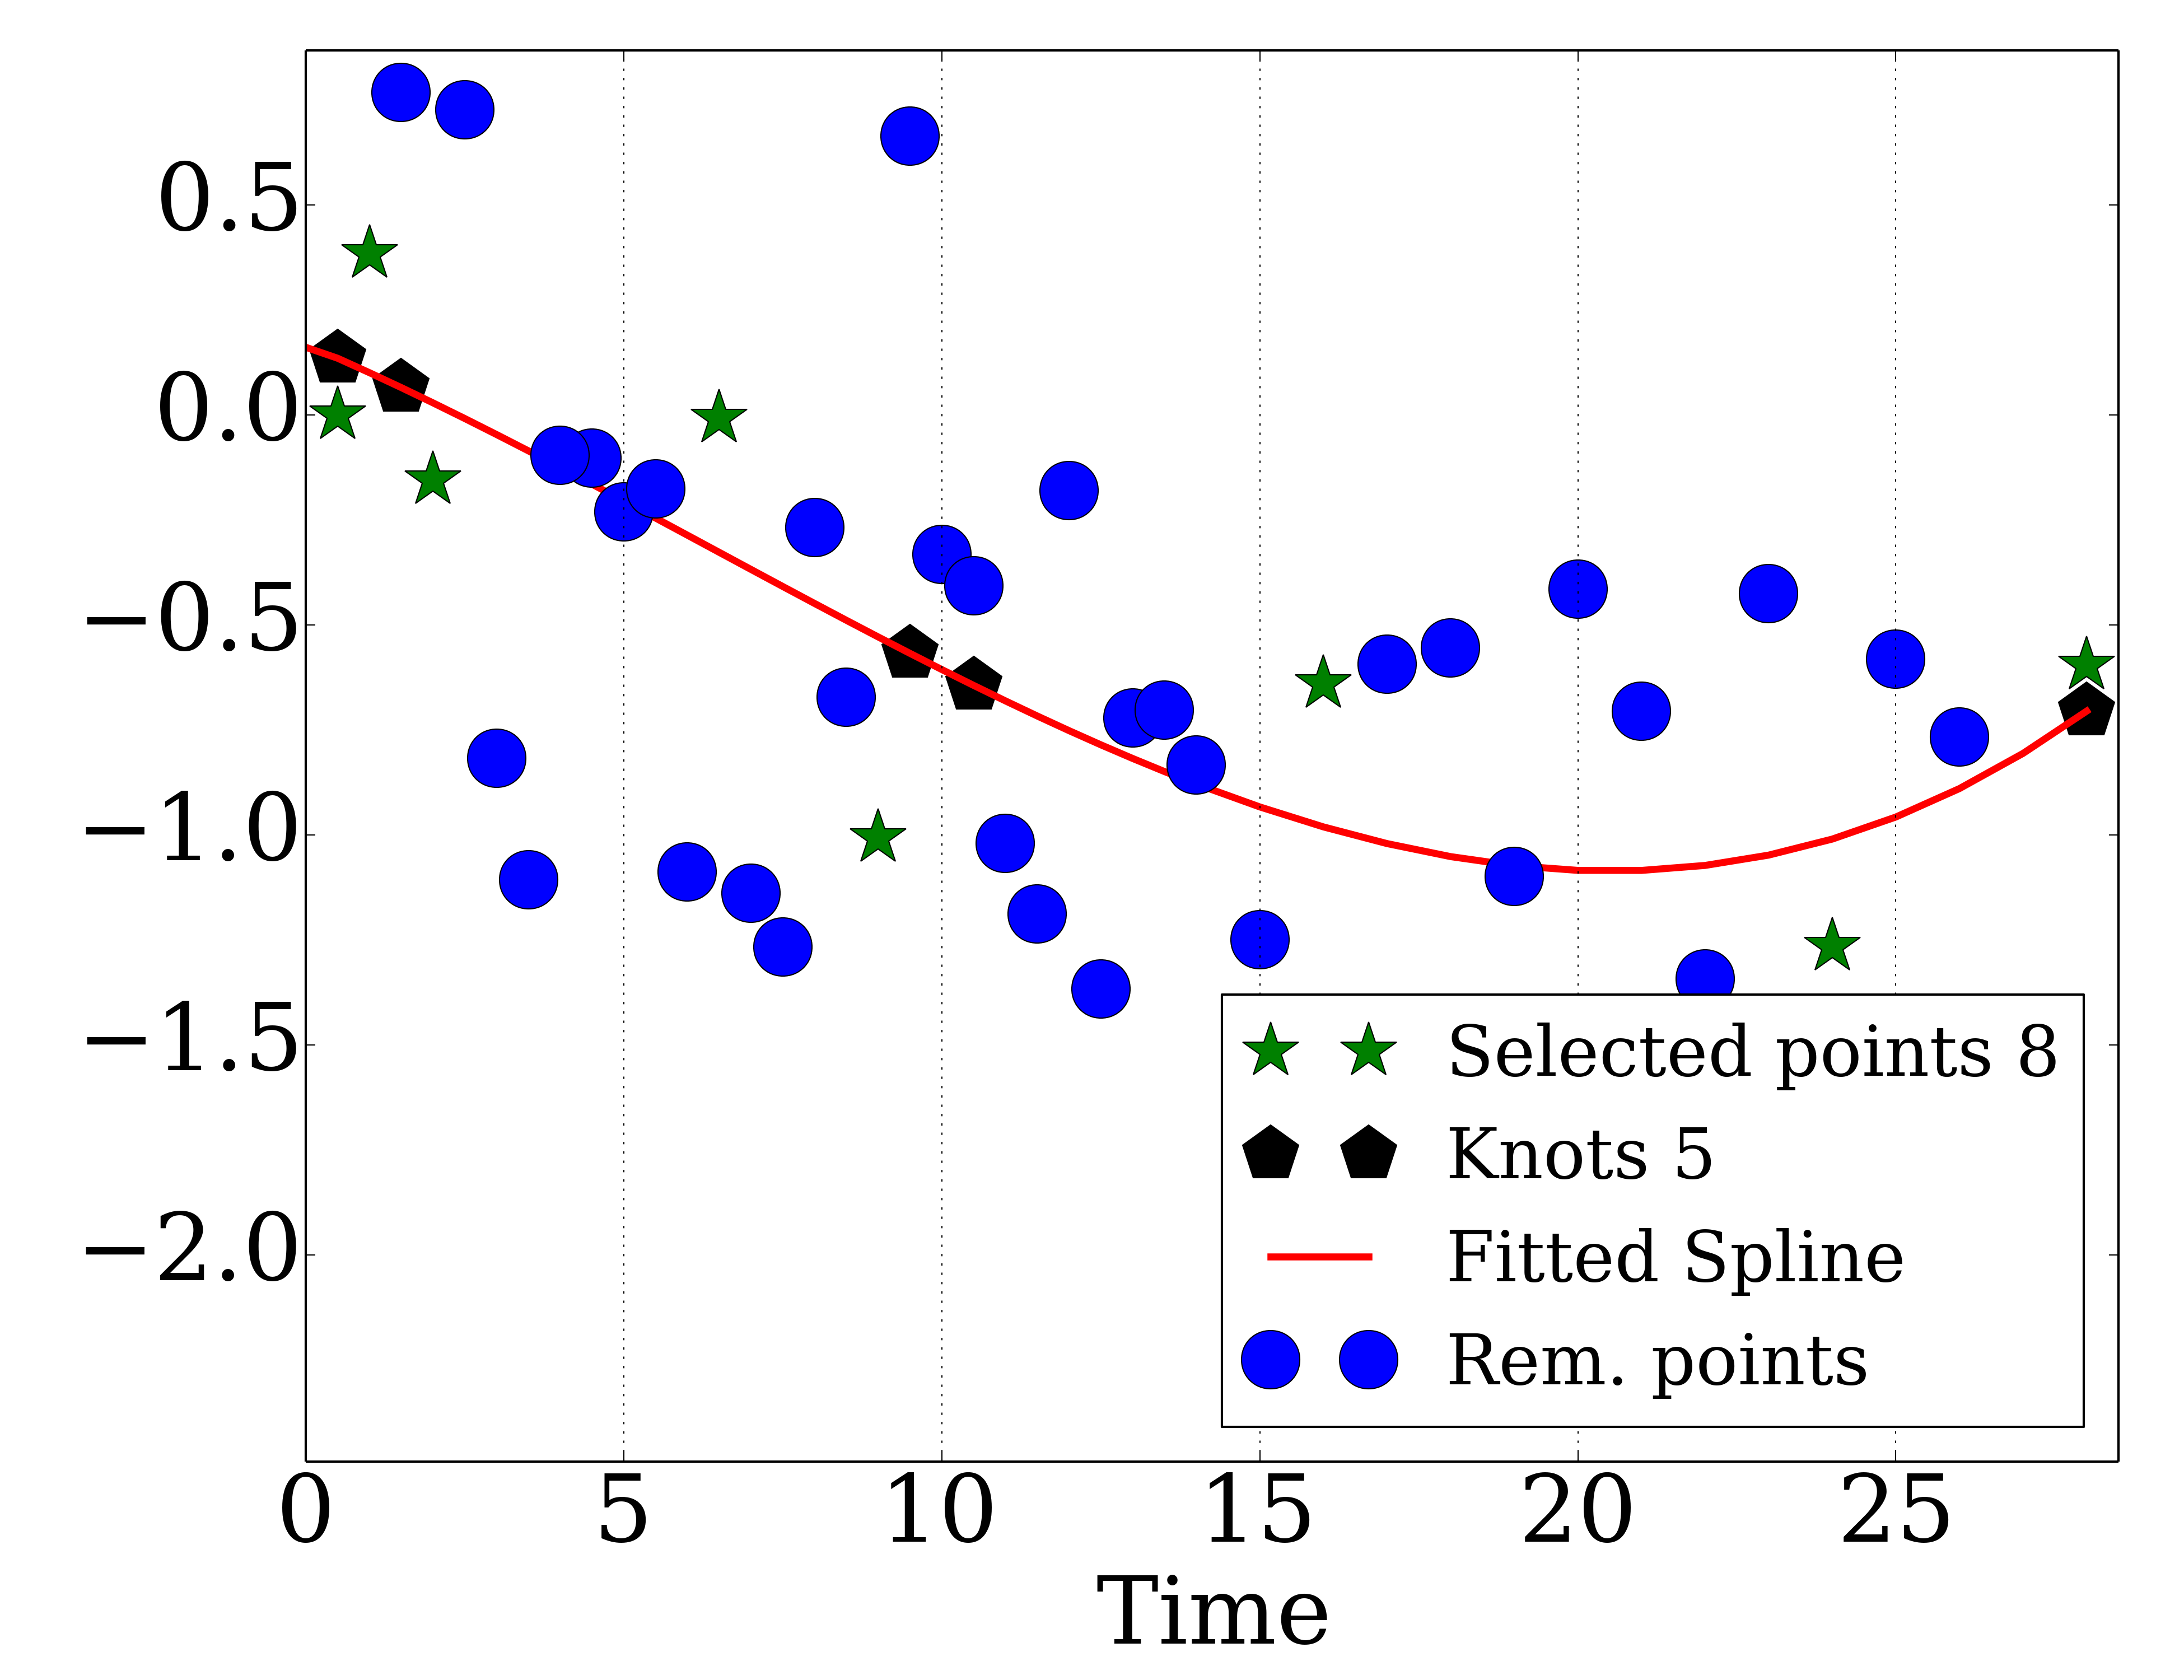 0.5
0.0
−0.5
−1.0
−1.5
−2.0
Selected points 8
Knots 5
Fitted Spline
Rem. points
0 5 10 15 20 25
Time